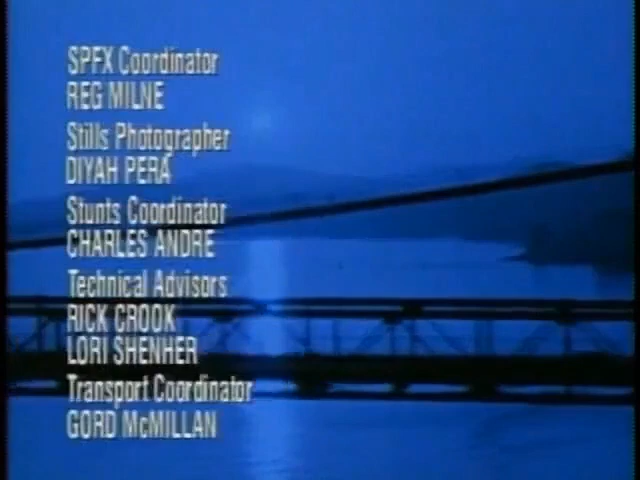 SPFX Coordinator
REG MILNE
Stills Photographer
DIYAH PERA
Stunts Coordinator
CHARLES ANDRE
Technical Advisors
RICK CROOK
LORI SHENHER
Transport Coordinator
GORD McMILLAN